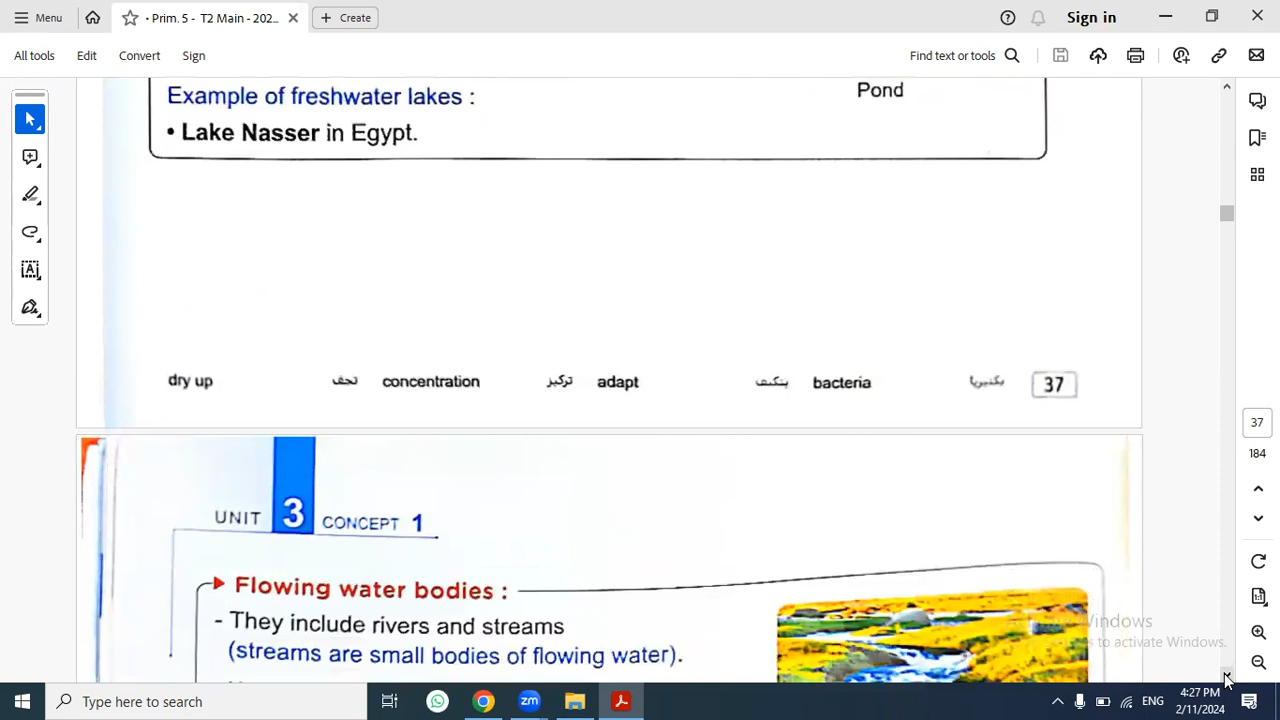 Menu
• Prim. 5 - T2 Main - 202...
Create
Sign in
All tools
Edit
Convert
Sign
Find text or tools
Example of freshwater lakes :
Pond
• Lake Nasser in Egypt.
dry up تجف concentration تركيز adapt يتكيف bacteria بكتيريا 37
37
184
UNIT 3 CONCEPT 1
Flowing water bodies :
- They include rivers and streams
(streams are small bodies of flowing water).
Type here to search
zm
ENG
4:27 PM
2/11/2024